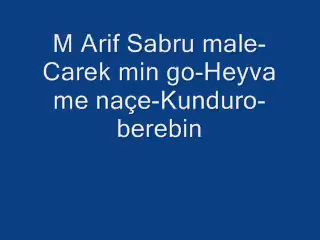 M Arif Sabru male-
Carek min go-Heyva
me naçe-Kunduro-
berebin